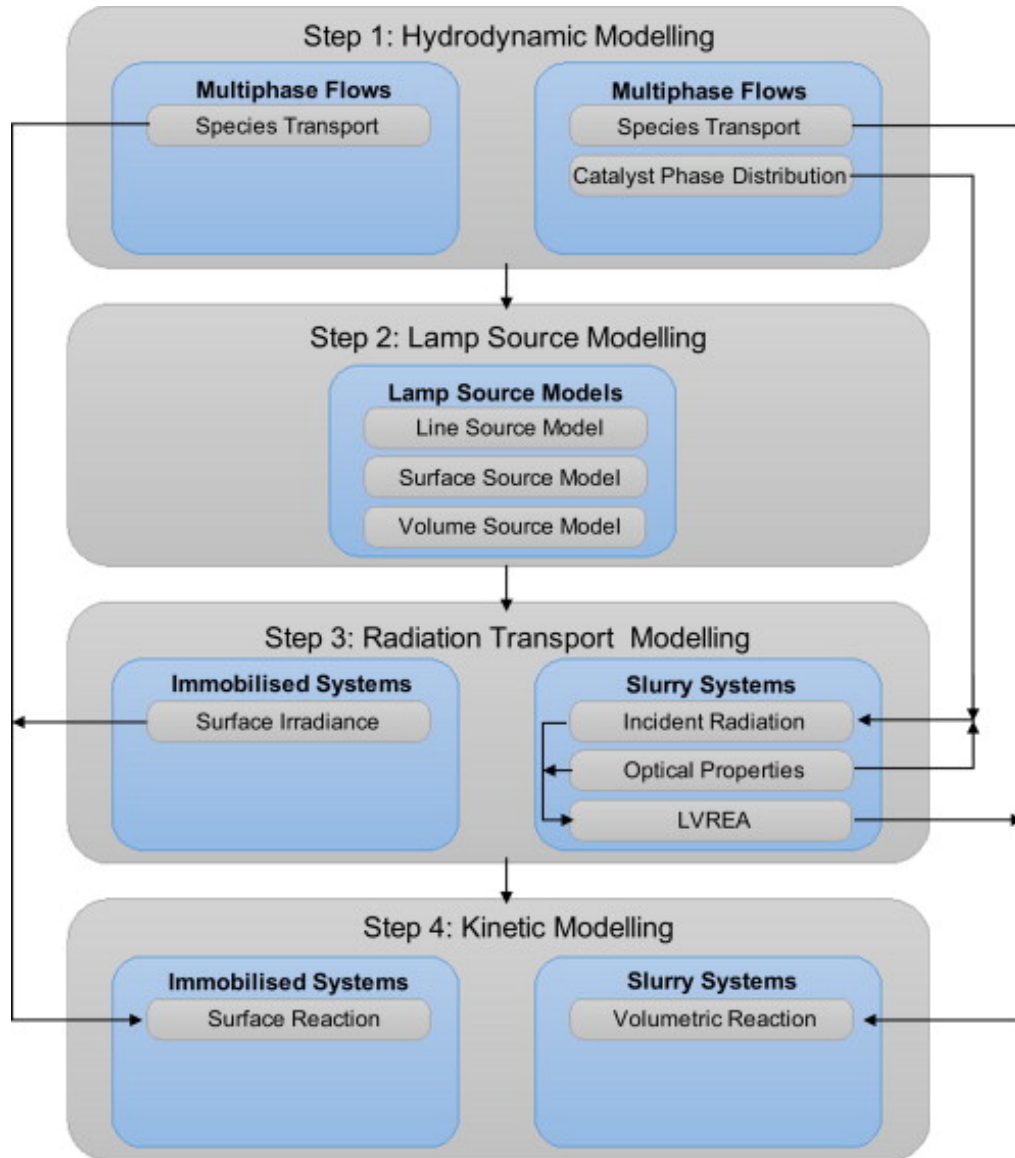 Step 1: Hydrodynamic Modelling
Multiphase Flows
Species Transport
Multiphase Flows
Species Transport
Catalyst Phase Distribution
Step 2: Lamp Source Modelling
Lamp Source Models
Line Source Model
Surface Source Model
Volume Source Model
Step 3: Radiation Transport Modelling
Immobilised Systems
Surface Irradiance
Slurry Systems
Incident Radiation
Optical Properties
LVREA
Step 4: Kinetic Modelling
Immobilised Systems
Surface Reaction
Slurry Systems
Volumetric Reaction